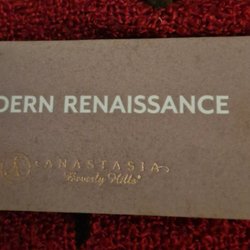 DERN RENAISSANCE
ANASTASIA
Beverly Hills®